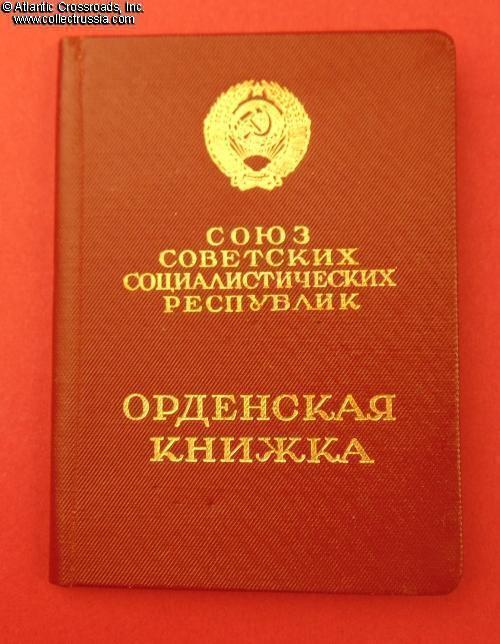 © Atlantic Crossroads, Inc.
www.collectrussia.com
СОЮЗ
СОВЕТСКИХ
СОЦИАЛИСТИЧЕСКИХ
РЕСПУБЛИК
ОРДЕНСКАЯ
КНИЖКА